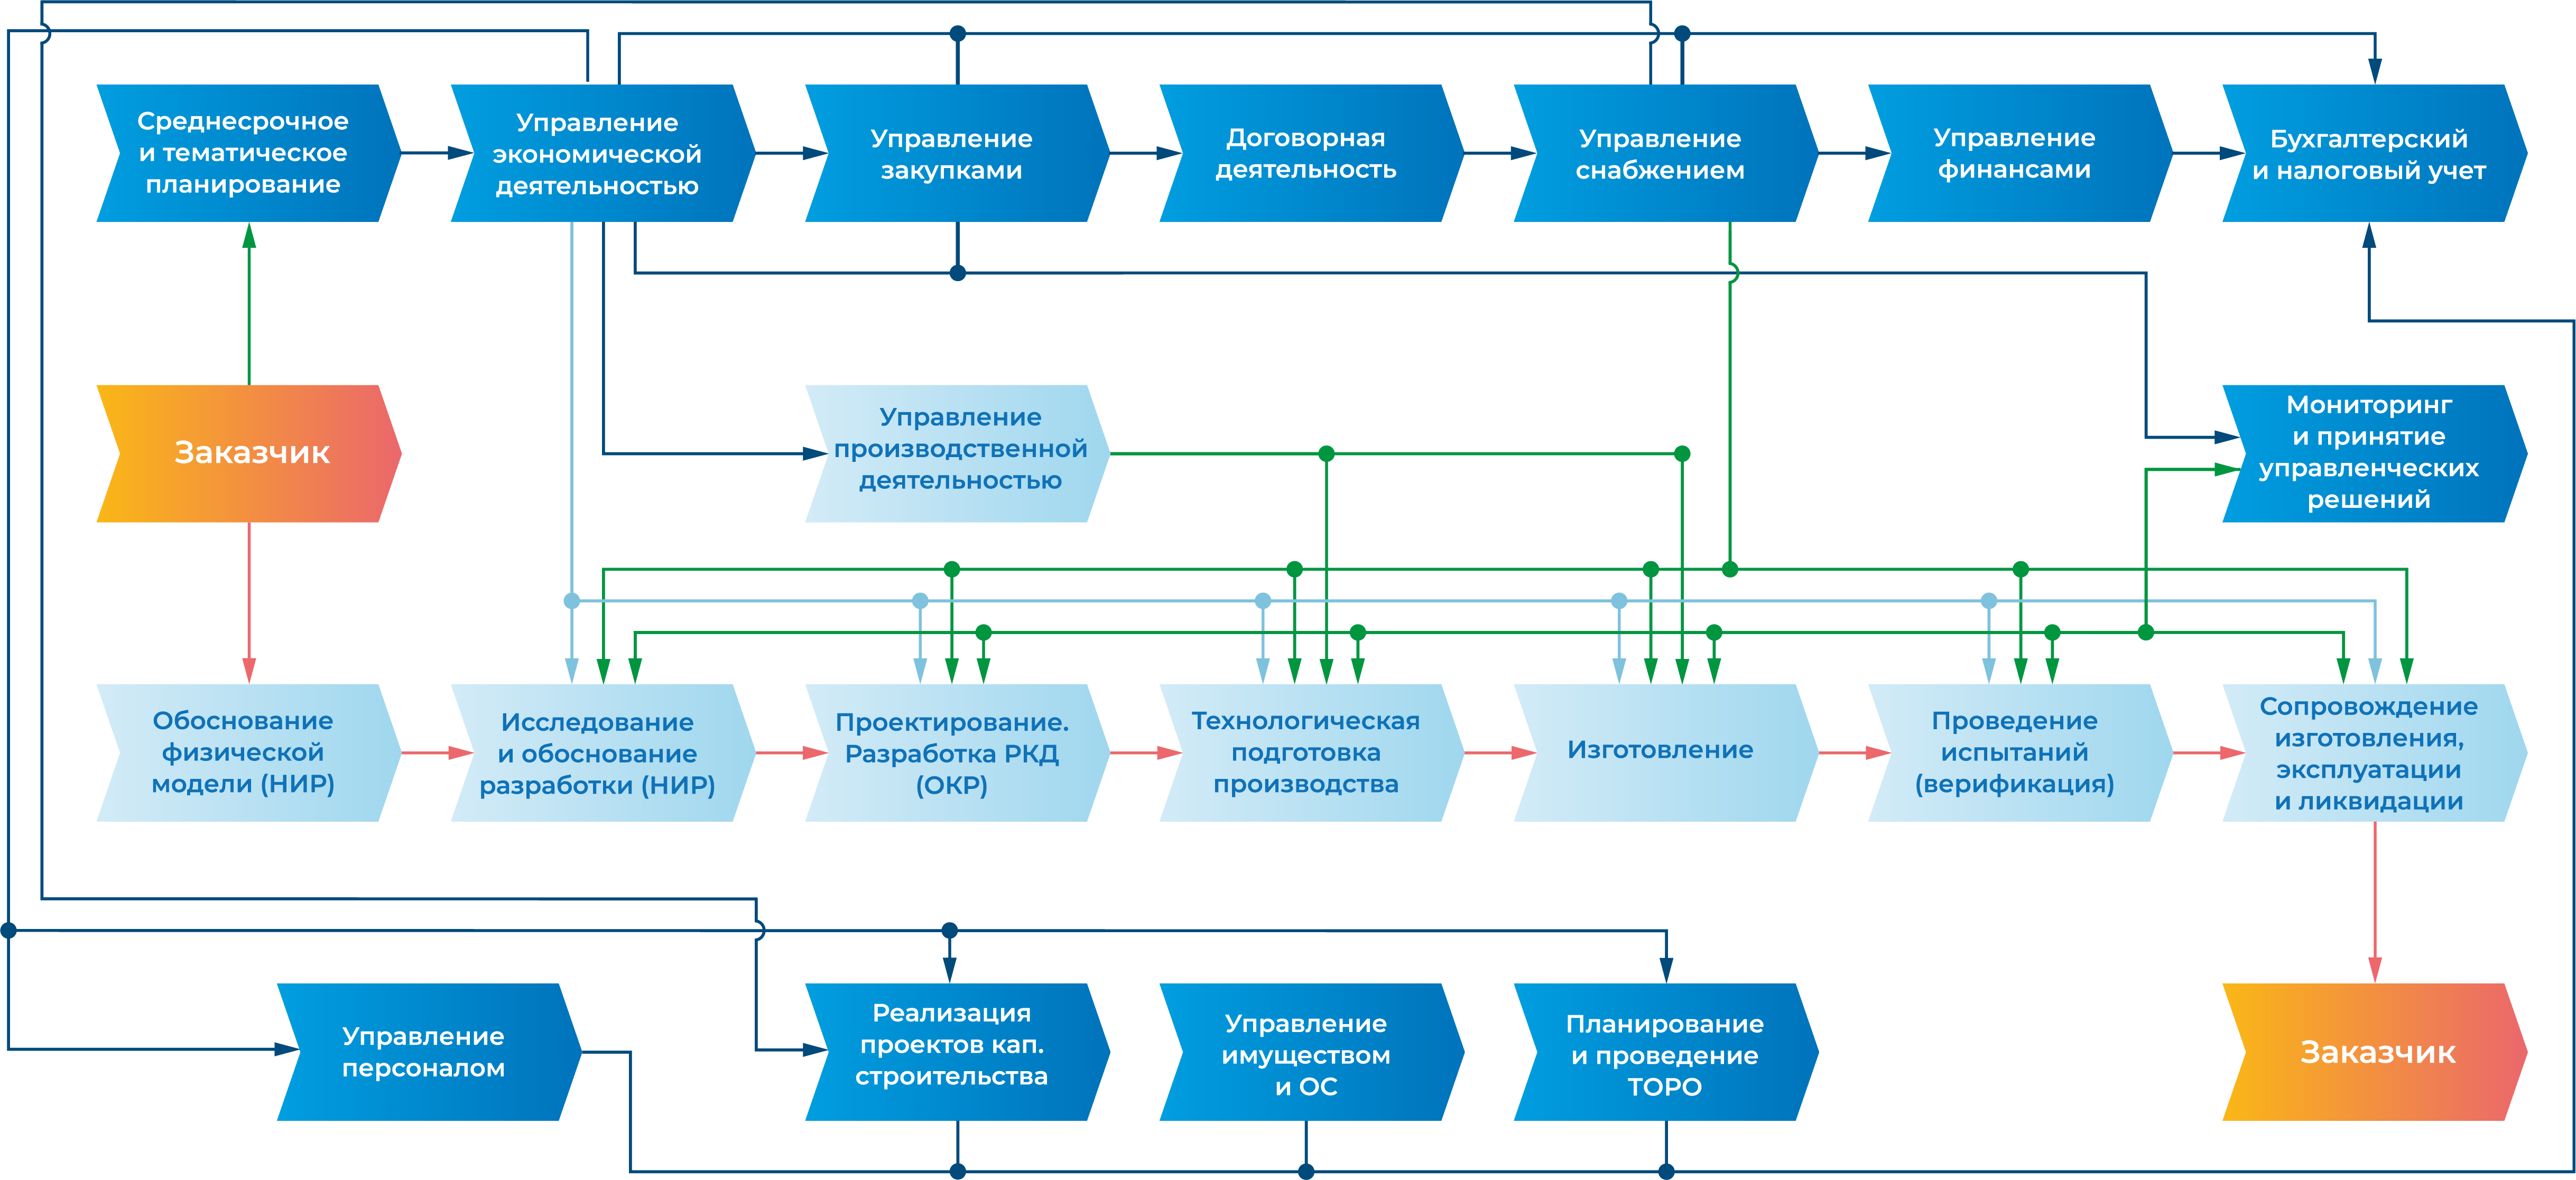 Среднесрочное
и тематическое
планирование
Управление
экономической
деятельностью
Управление
закупками
Договорная
деятельность
Управление
снабжением
Управление
финансами
Бухгалтерский
и налоговый учет
Заказчик
Управление
производственной
деятельностью
Мониторинг
и принятие
управленческих
решений
Обоснование
физической
модели (НИР)
Исследование
и обоснование
разработки (НИР)
Проектирование.
Разработка РКД
(ОКР)
Технологическая
подготовка
производства
Изготовление
Проведение
испытаний
(верификация)
Сопровождение
изготовления,
эксплуатации
и ликвидации
Управление
персоналом
Реализация
проектов кап.
строительства
Управление
имуществом
и ОС
Планирование
и проведение
ТОРО
Заказчик